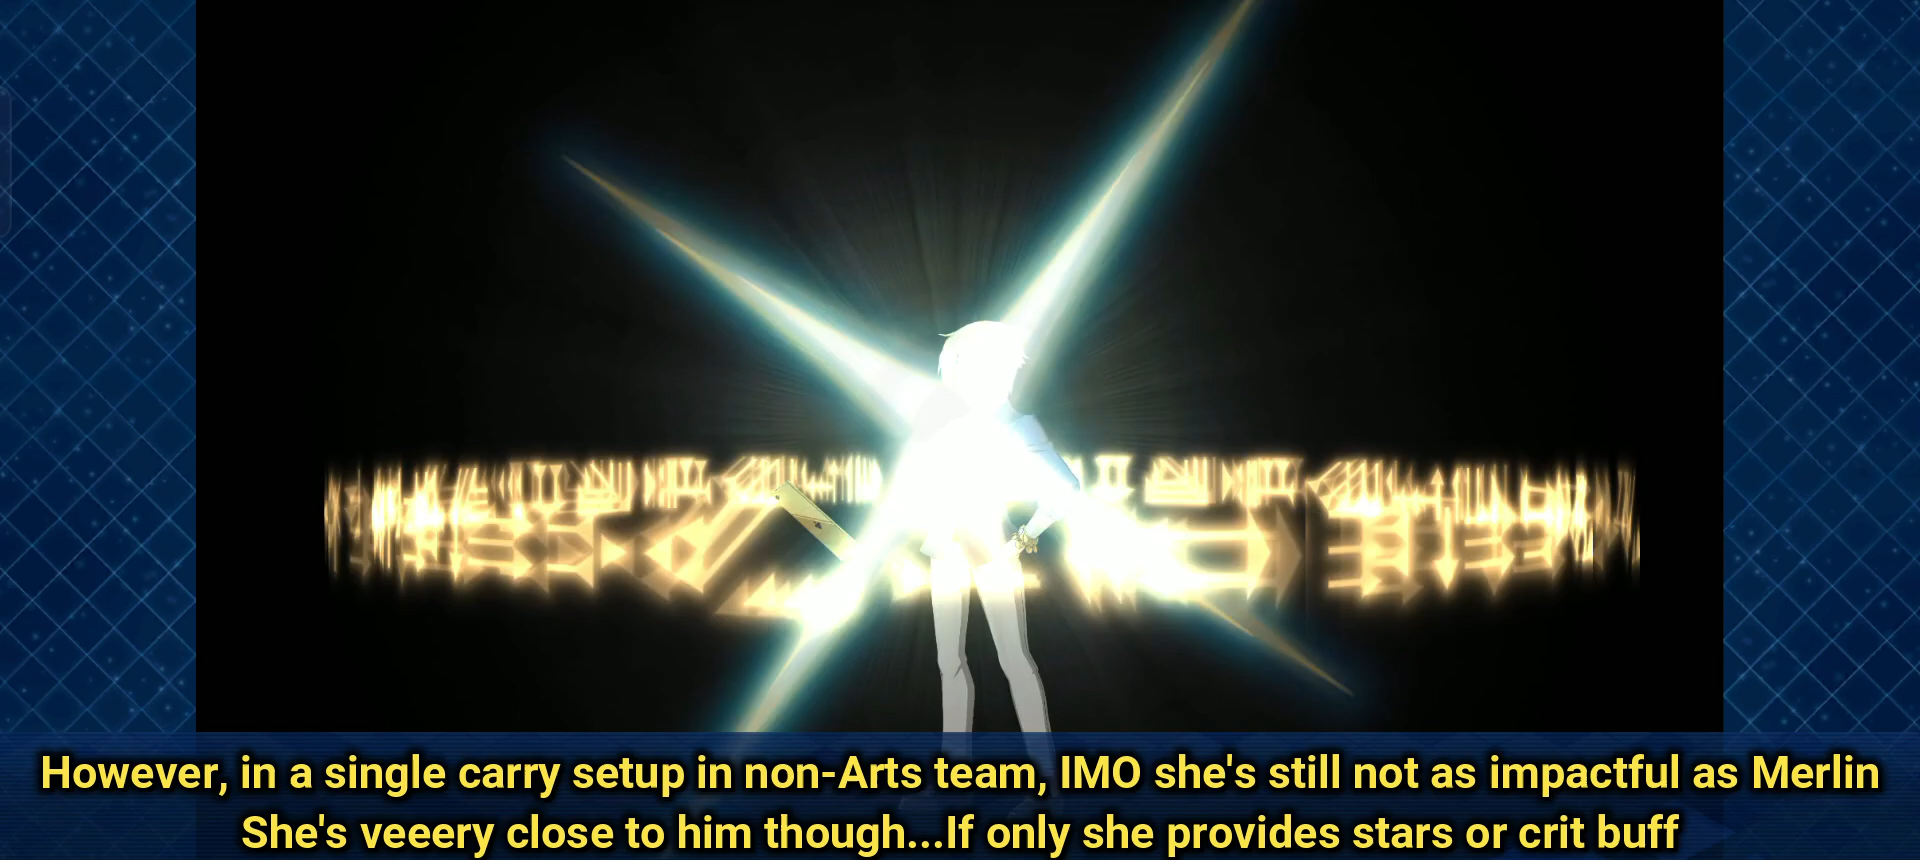 However, in a single carry setup in non-Arts team, IMO she's still not as impactful as Merlin
She's veeery close to him though...If only she provides stars or crit buff